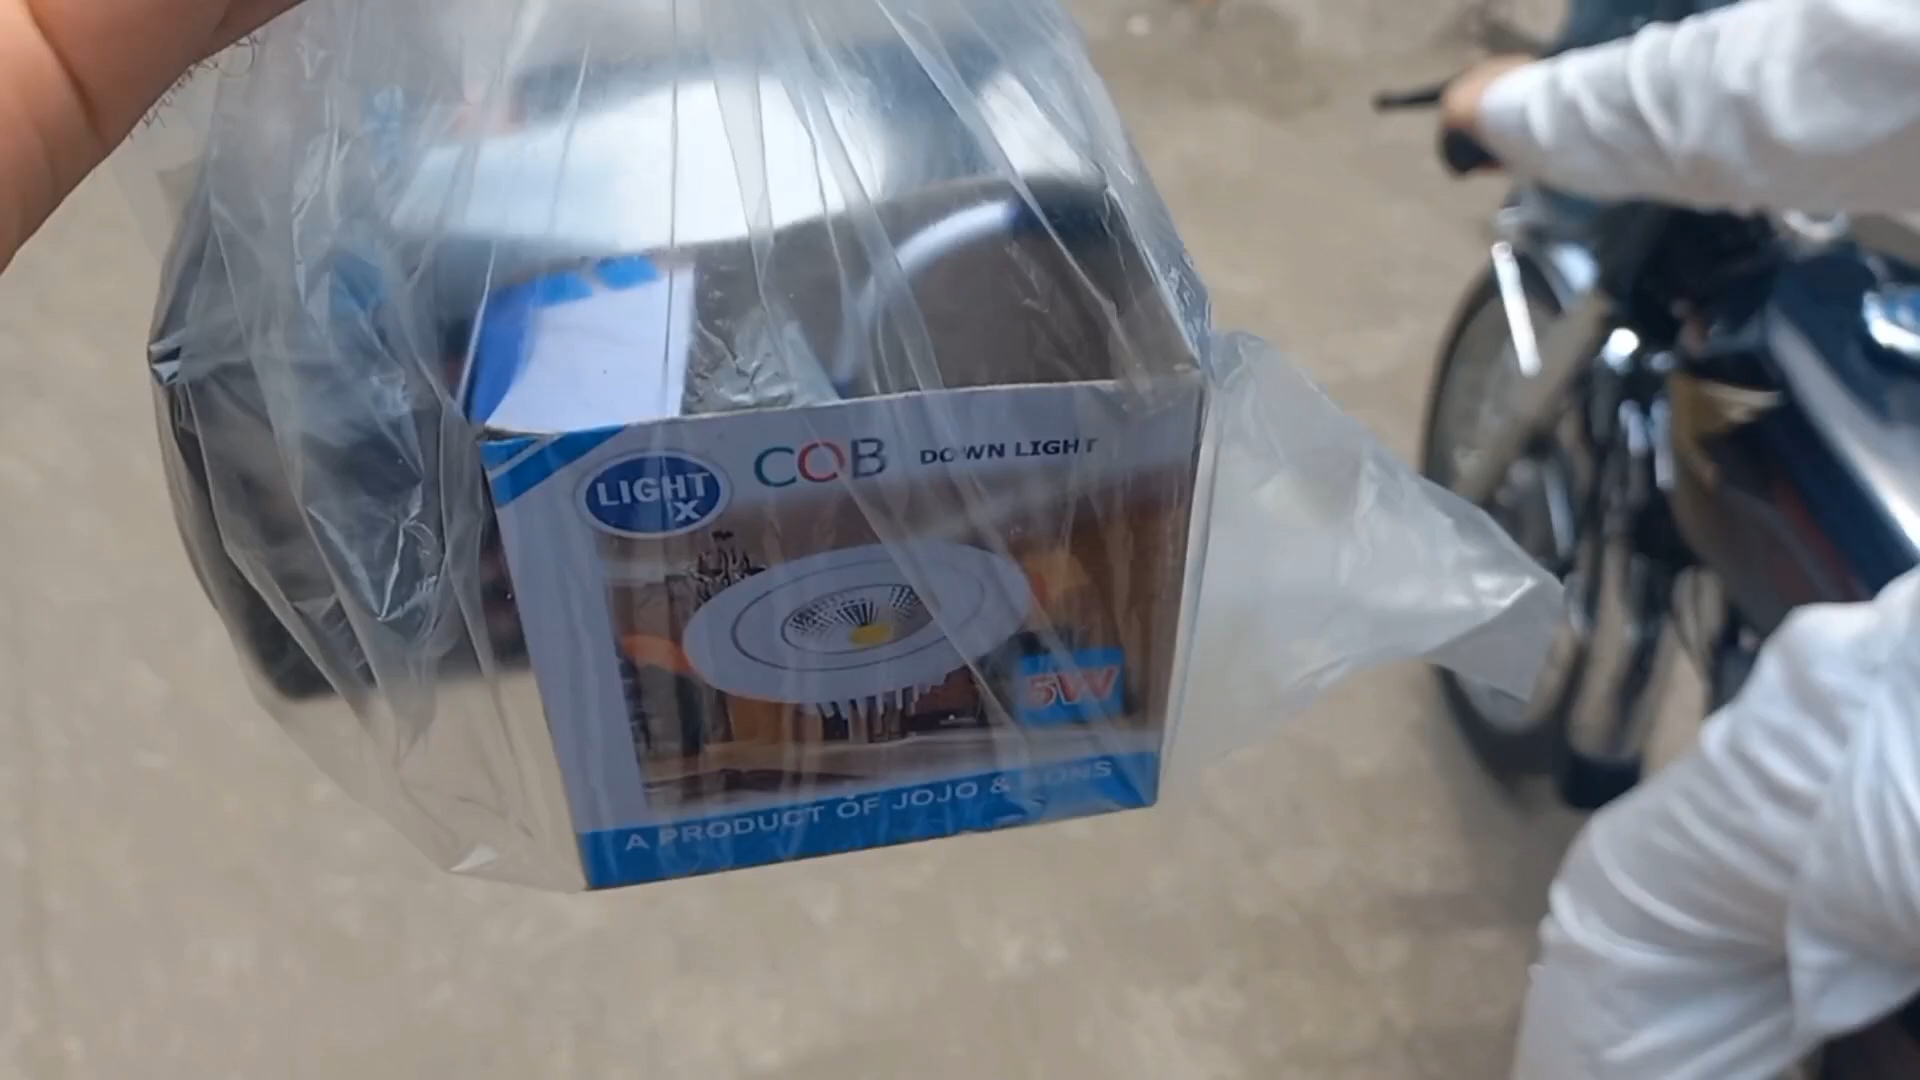 LIGHT
X
COB DOWN LIGHT
5W
A PRODUCT OF JOJO & SONS